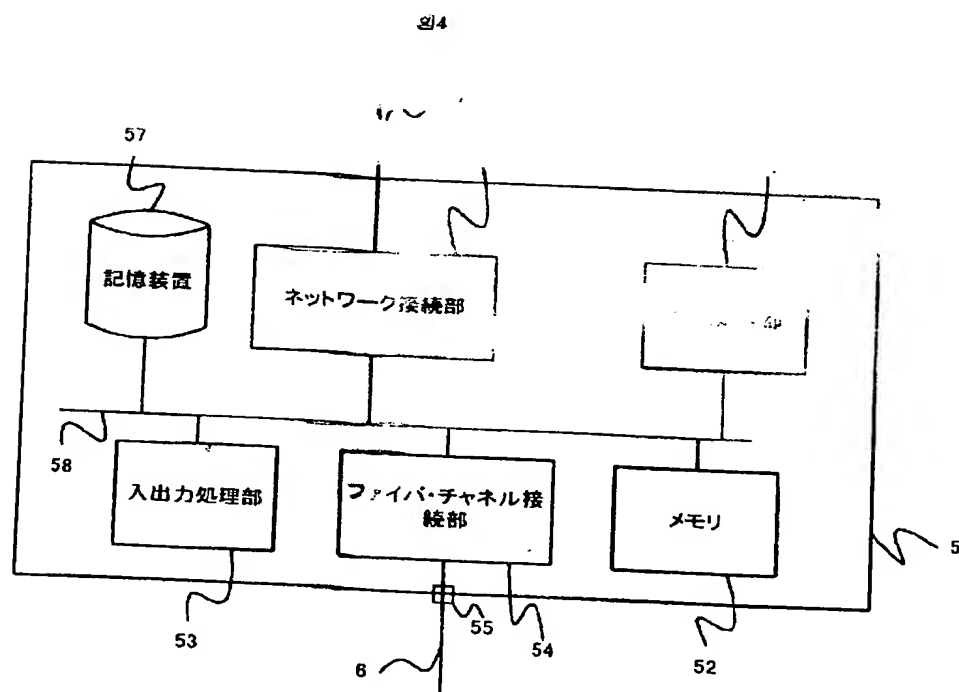 図4
57
記憶装置
ネットワーク接続部
部
58
入出力処理部
ファイバ・チャネル接
続部
メモリ
5
53
55
54
52
6